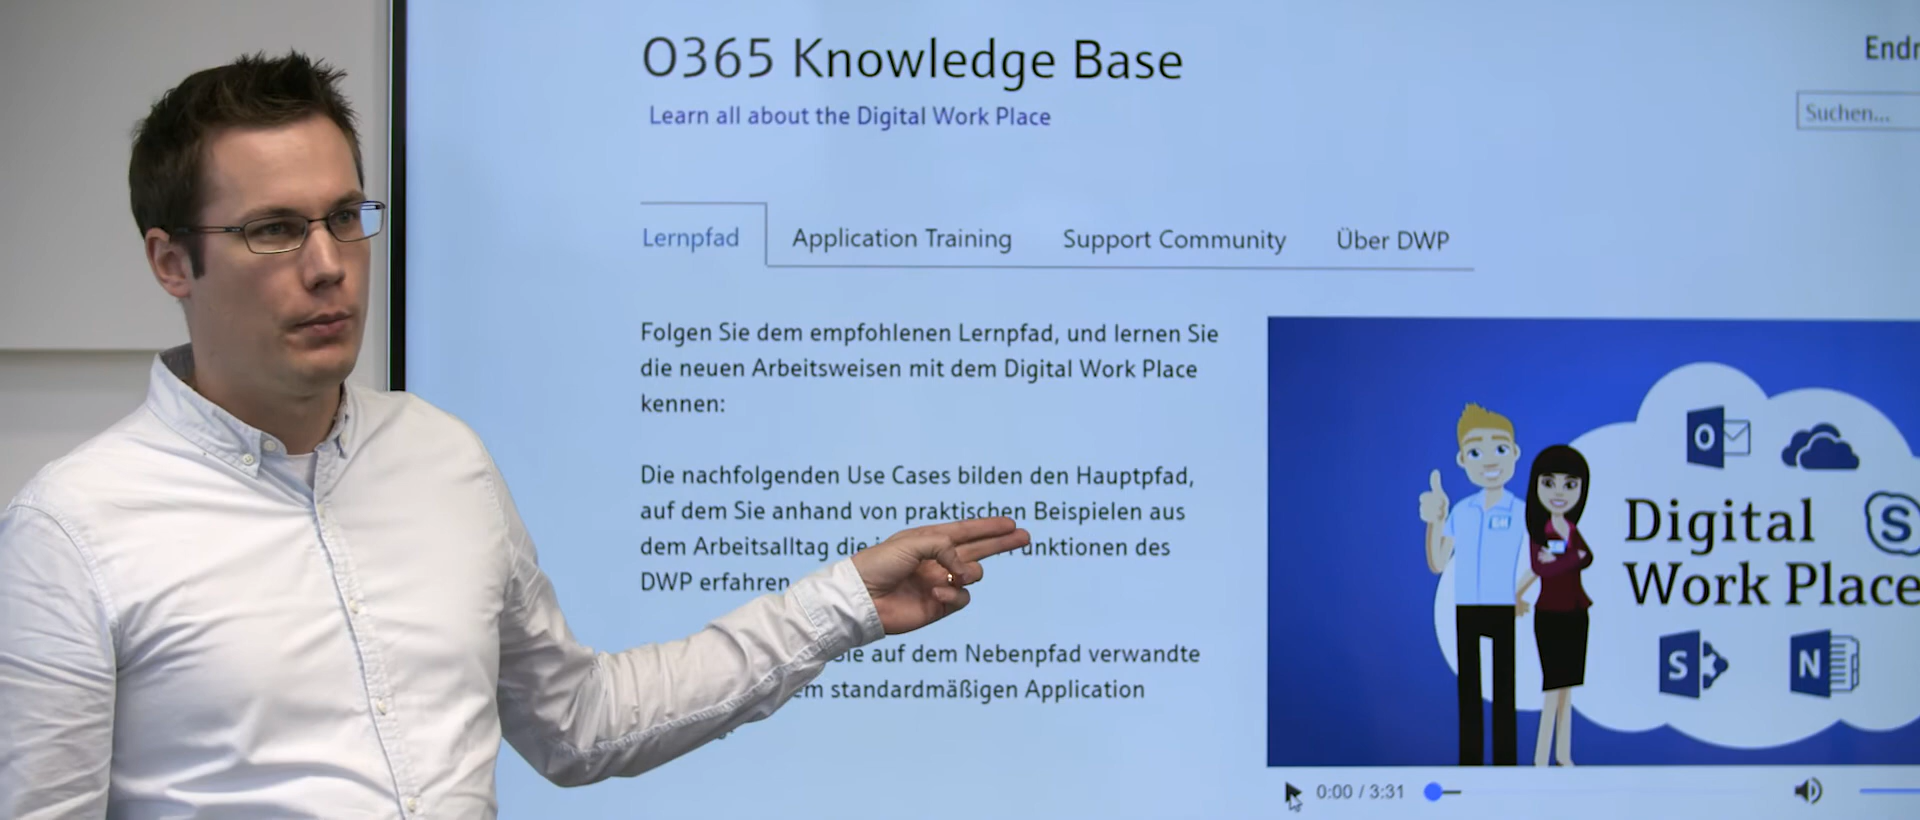 O365 Knowledge Base
Learn all about the Digital Work Place
Suchen...
Lernpfad
Application Training
Support Community
Über DWP
Folgen Sie dem empfohlenen Lernpfad, und lernen Sie
die neuen Arbeitsweisen mit dem Digital Work Place
kennen:
Die nachfolgenden Use Cases bilden den Hauptpfad,
auf dem Sie anhand von praktischen Beispielen aus
dem Arbeitsalltag die
des
DWP erfahren
auf dem Nebenpfad verwandte
standardmäßigen Application
O
Digital
S
Work Place
S
N
0:00 / 3:31